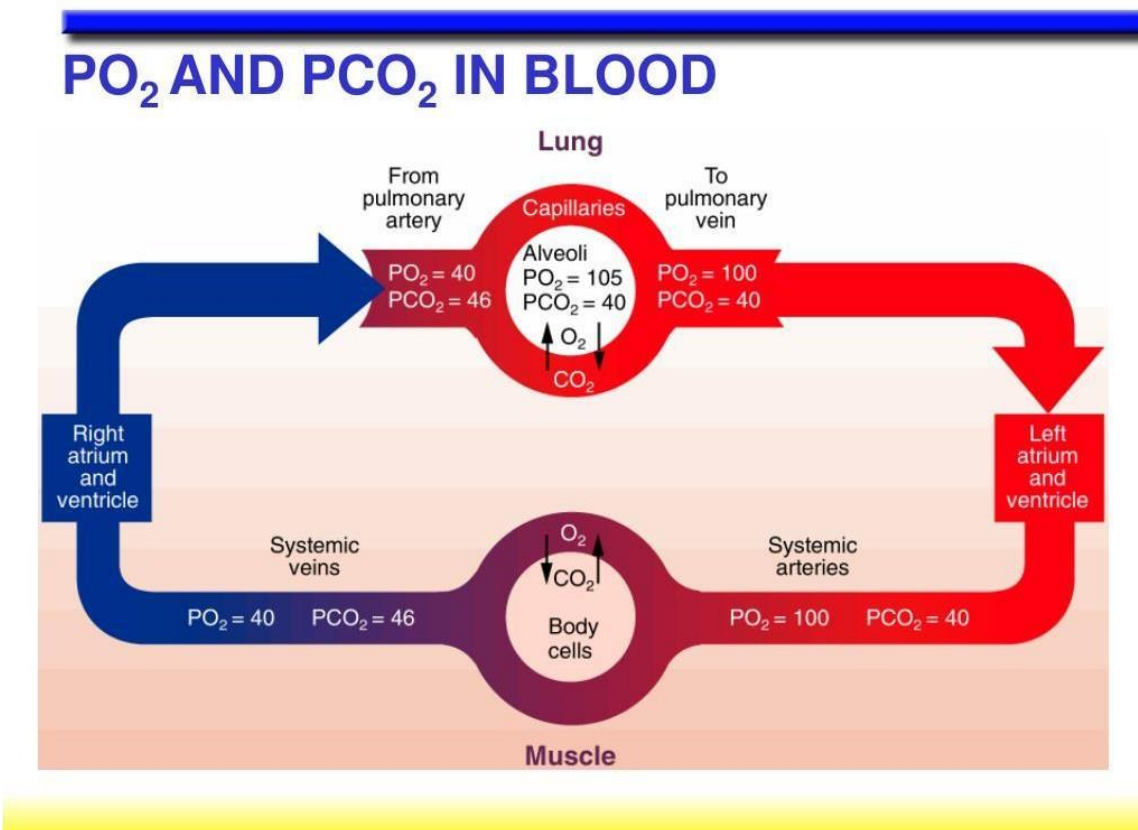 PO₂ AND PCO₂ IN BLOOD
Lung
From
pulmonary
artery
To
pulmonary
vein
Capillaries
PO₂ = 40
PCO₂ = 46
Alveoli
PO₂ = 105
PCO₂ = 40
O₂
CO₂
PO₂ = 100
PCO₂ = 40
Right
atrium
and
ventricle
Left
atrium
and
ventricle
Systemic
veins
O₂
CO₂
Systemic
arteries
PO₂ = 40 PCO₂ = 46
Body
cells
PO₂ = 100 PCO₂ = 40
Muscle